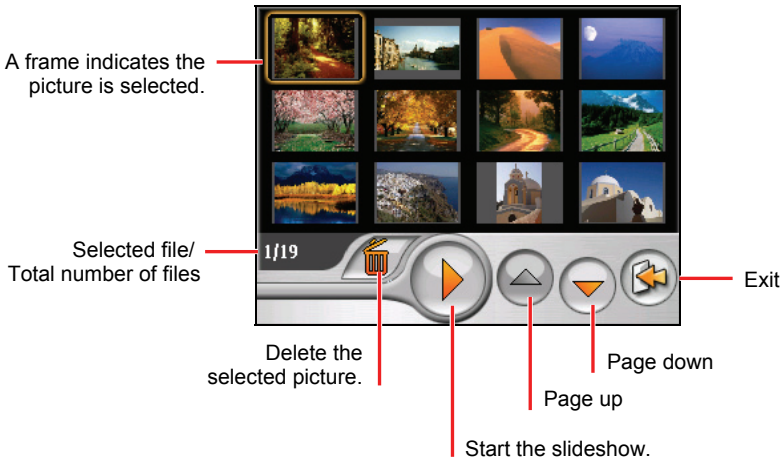 A frame indicates the
picture is selected.
Selected file/
Total number of files
1/19
Exit
Delete the
selected picture.
Page down
Page up
Start the slideshow.